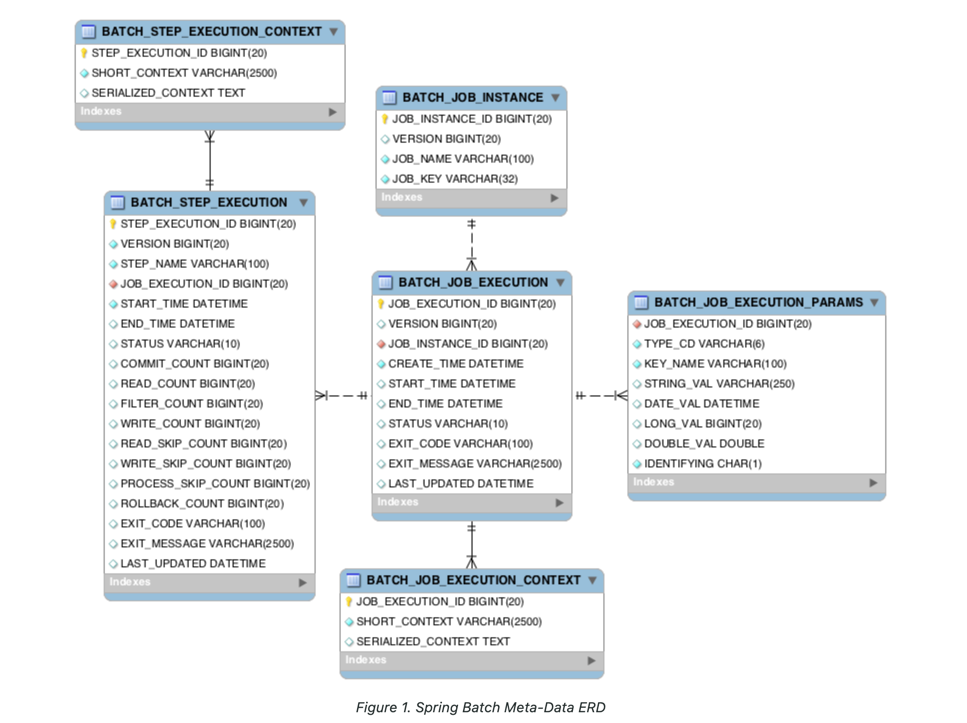 BATCH_STEP_EXECUTION_CONTEXT
STEP_EXECUTION_ID BIGINT(20)
SHORT_CONTEXT VARCHAR(2500)
SERIALIZED_CONTEXT TEXT
Indexes
BATCH_JOB_INSTANCE
JOB_INSTANCE_ID BIGINT(20)
VERSION BIGINT(20)
JOB_NAME VARCHAR(100)
JOB_KEY VARCHAR(32)
Indexes
BATCH_STEP_EXECUTION
STEP_EXECUTION_ID BIGINT(20)
VERSION BIGINT(20)
STEP_NAME VARCHAR(100)
JOB_EXECUTION_ID BIGINT(20)
START_TIME DATETIME
END_TIME DATETIME
STATUS VARCHAR(10)
COMMIT_COUNT BIGINT(20)
READ_COUNT BIGINT(20)
FILTER_COUNT BIGINT(20)
WRITE_COUNT BIGINT(20)
READ_SKIP_COUNT BIGINT(20)
WRITE_SKIP_COUNT BIGINT(20)
PROCESS_SKIP_COUNT BIGINT(20)
ROLLBACK_COUNT BIGINT(20)
EXIT_CODE VARCHAR(100)
EXIT_MESSAGE VARCHAR(2500)
LAST_UPDATED DATETIME
Indexes
BATCH_JOB_EXECUTION
JOB_EXECUTION_ID BIGINT(20)
VERSION BIGINT(20)
JOB_INSTANCE_ID BIGINT(20)
CREATE_TIME DATETIME
START_TIME DATETIME
END_TIME DATETIME
STATUS VARCHAR(10)
EXIT_CODE VARCHAR(100)
EXIT_MESSAGE VARCHAR(2500)
LAST_UPDATED DATETIME
Indexes
BATCH_JOB_EXECUTION_PARAMS
JOB_EXECUTION_ID BIGINT(20)
TYPE_CD VARCHAR(6)
KEY_NAME VARCHAR(100)
STRING_VAL VARCHAR(250)
DATE_VAL DATETIME
LONG_VAL BIGINT(20)
DOUBLE_VAL DOUBLE
IDENTIFYING CHAR(1)
Indexes
BATCH_JOB_EXECUTION_CONTEXT
JOB_EXECUTION_ID BIGINT(20)
SHORT_CONTEXT VARCHAR(2500)
SERIALIZED_CONTEXT TEXT
Indexes
Figure 1. Spring Batch Meta-Data ERD